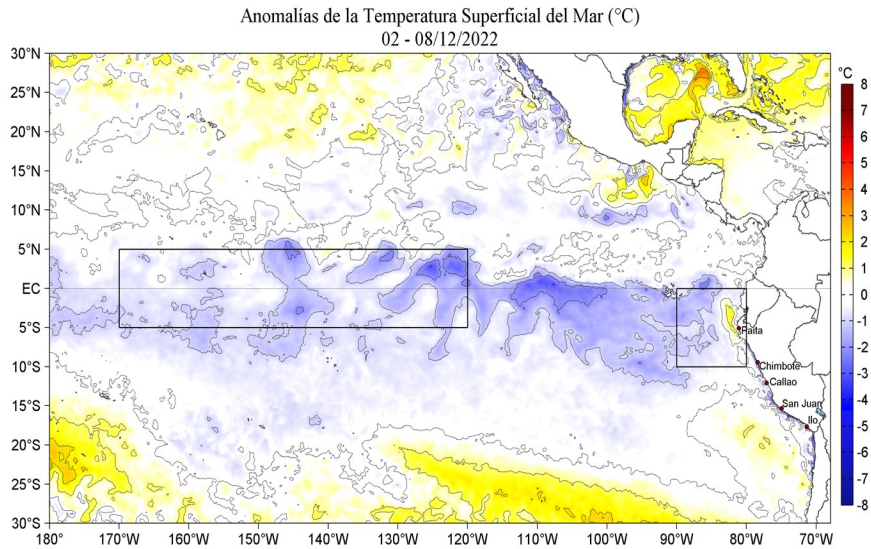 Anomalías de la Temperatura Superficial del Mar (°C)
02 - 08/12/2022
°C
30°N
25°N
20°N
15°N
10°N
5°N
EC
5°S
10°S
15°S
20°S
25°S
30°S
180
170°W
160°W
150°W
140°W
130°W
120°W
110°W
100°W
90°W
80°W
70°W
Paita
Chimbote
Callao
San Juan
Ilo
8
7
6
5
4
3
2
1
0
-1
-2
-3
-4
-5
-6
-7
-8